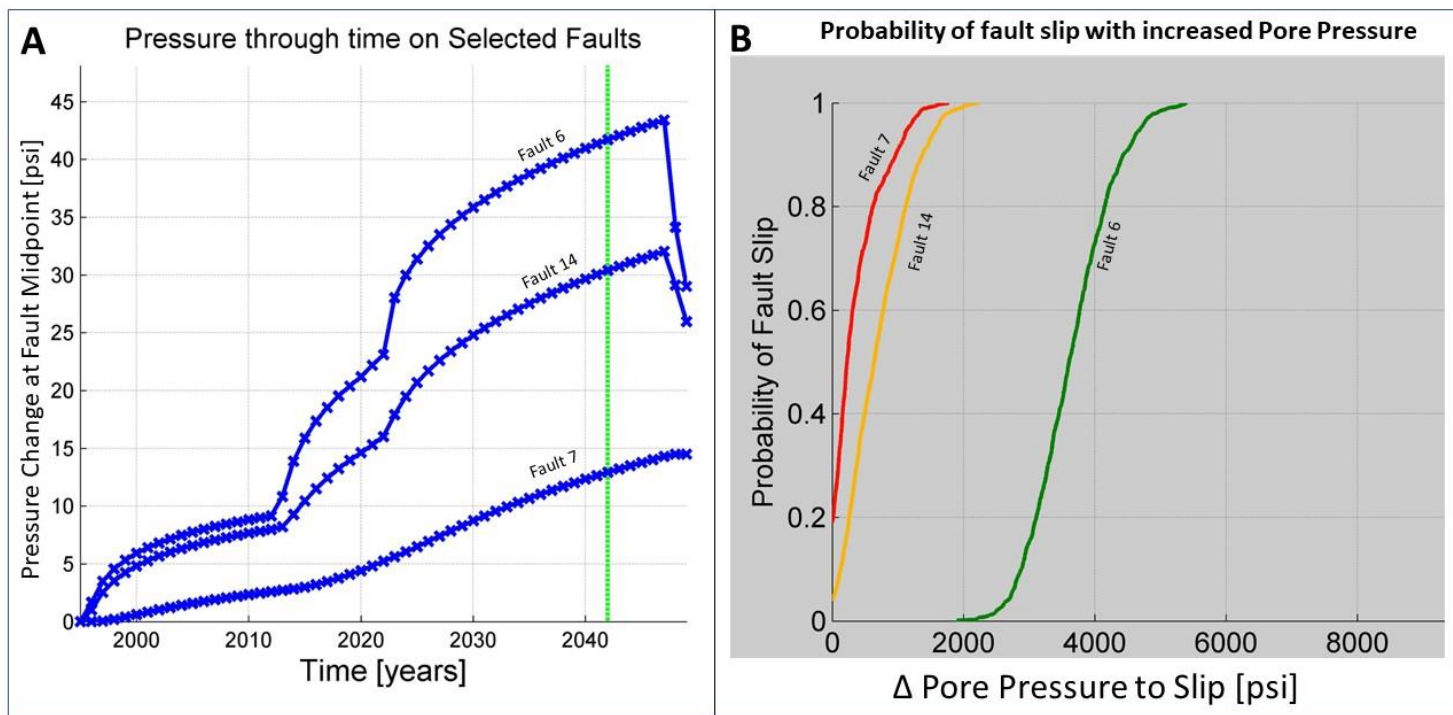 A
Pressure through time on Selected Faults
Pressure Change at Fault Midpoint [psi]
45
40
35
30
25
20
15
10
5
0
Fault 6
Fault 14
Fault 7
2000 2010 2020 2030 2040
Time [years]
B
Probability of fault slip with increased Pore Pressure
Probability of Fault Slip
1
0.8
0.6
0.4
0.2
0
Fault 7
Fault 14
Fault 6
0 2000 4000 6000 8000
Δ Pore Pressure to Slip [psi]